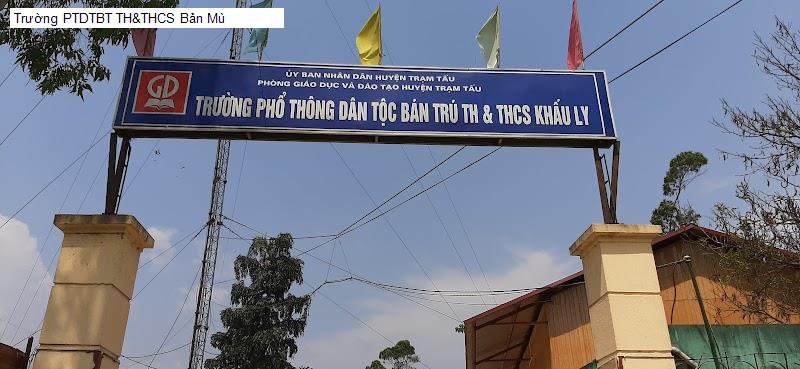 Trường PTDTBT TH&THCS Bản Mù
ỦY BAN NHÂN DÂN HUYỆN TRẠM TẤU
PHÒNG GIÁO DỤC VÀ ĐÀO TẠO HUYỆN TRẠM TẤU
GD
TRƯỜNG PHỔ THÔNG DÂN TỘC BÁN TRÚ TH & THCS KHẤU LY